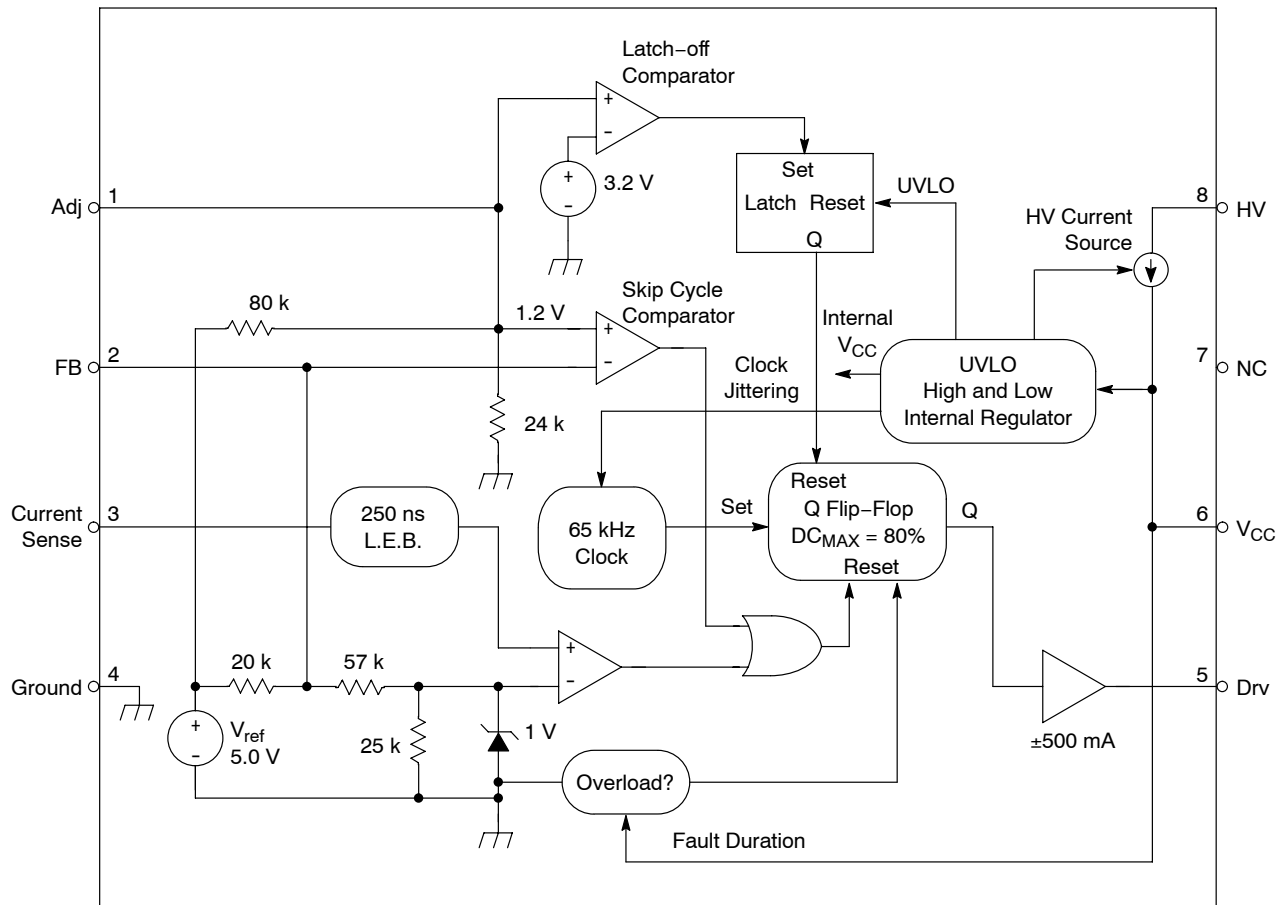 Latch–off
Comparator
+
–
Set
3.2 V
+
–
UVLO
8
HV
1
Adj
Latch Reset
HV Current
Source
Q
Skip Cycle
Comparator
80 k
1.2 V
+
–
Internal
VCC
2
FB
Clock
Jittering
UVLO
High and Low
Internal Regulator
7
NC
24 k
Reset
Current
Sense
3
250 ns
L.E.B.
65 kHz
Clock
Set
Q Flip–Flop
DCMAX = 80%
Reset
Q
6
VCC
20 k
57 k
+
–
4
Ground
5
Drv
+
–
Vref
5.0 V
25 k
1 V
±500 mA
Overload?
Fault Duration